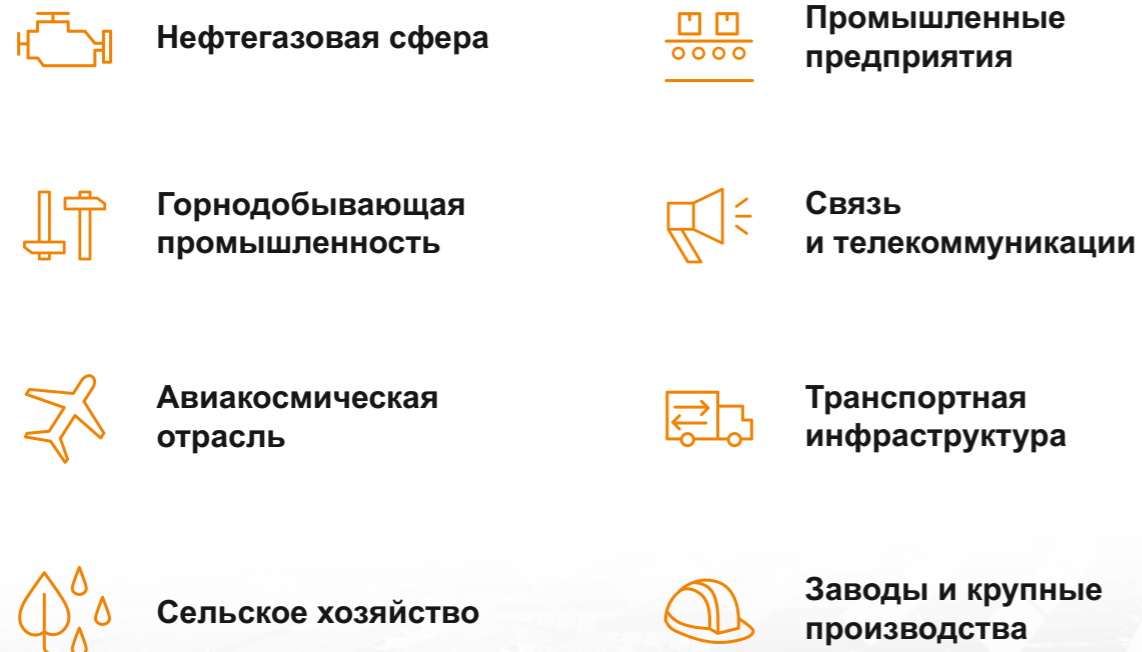 Нефтегазовая сфера
Промышленные
предприятия
Горнодобывающая
промышленность
Связь
и телекоммуникации
Авиакосмическая
отрасль
Транспортная
инфраструктура
Сельское хозяйство
Заводы и крупные
производства